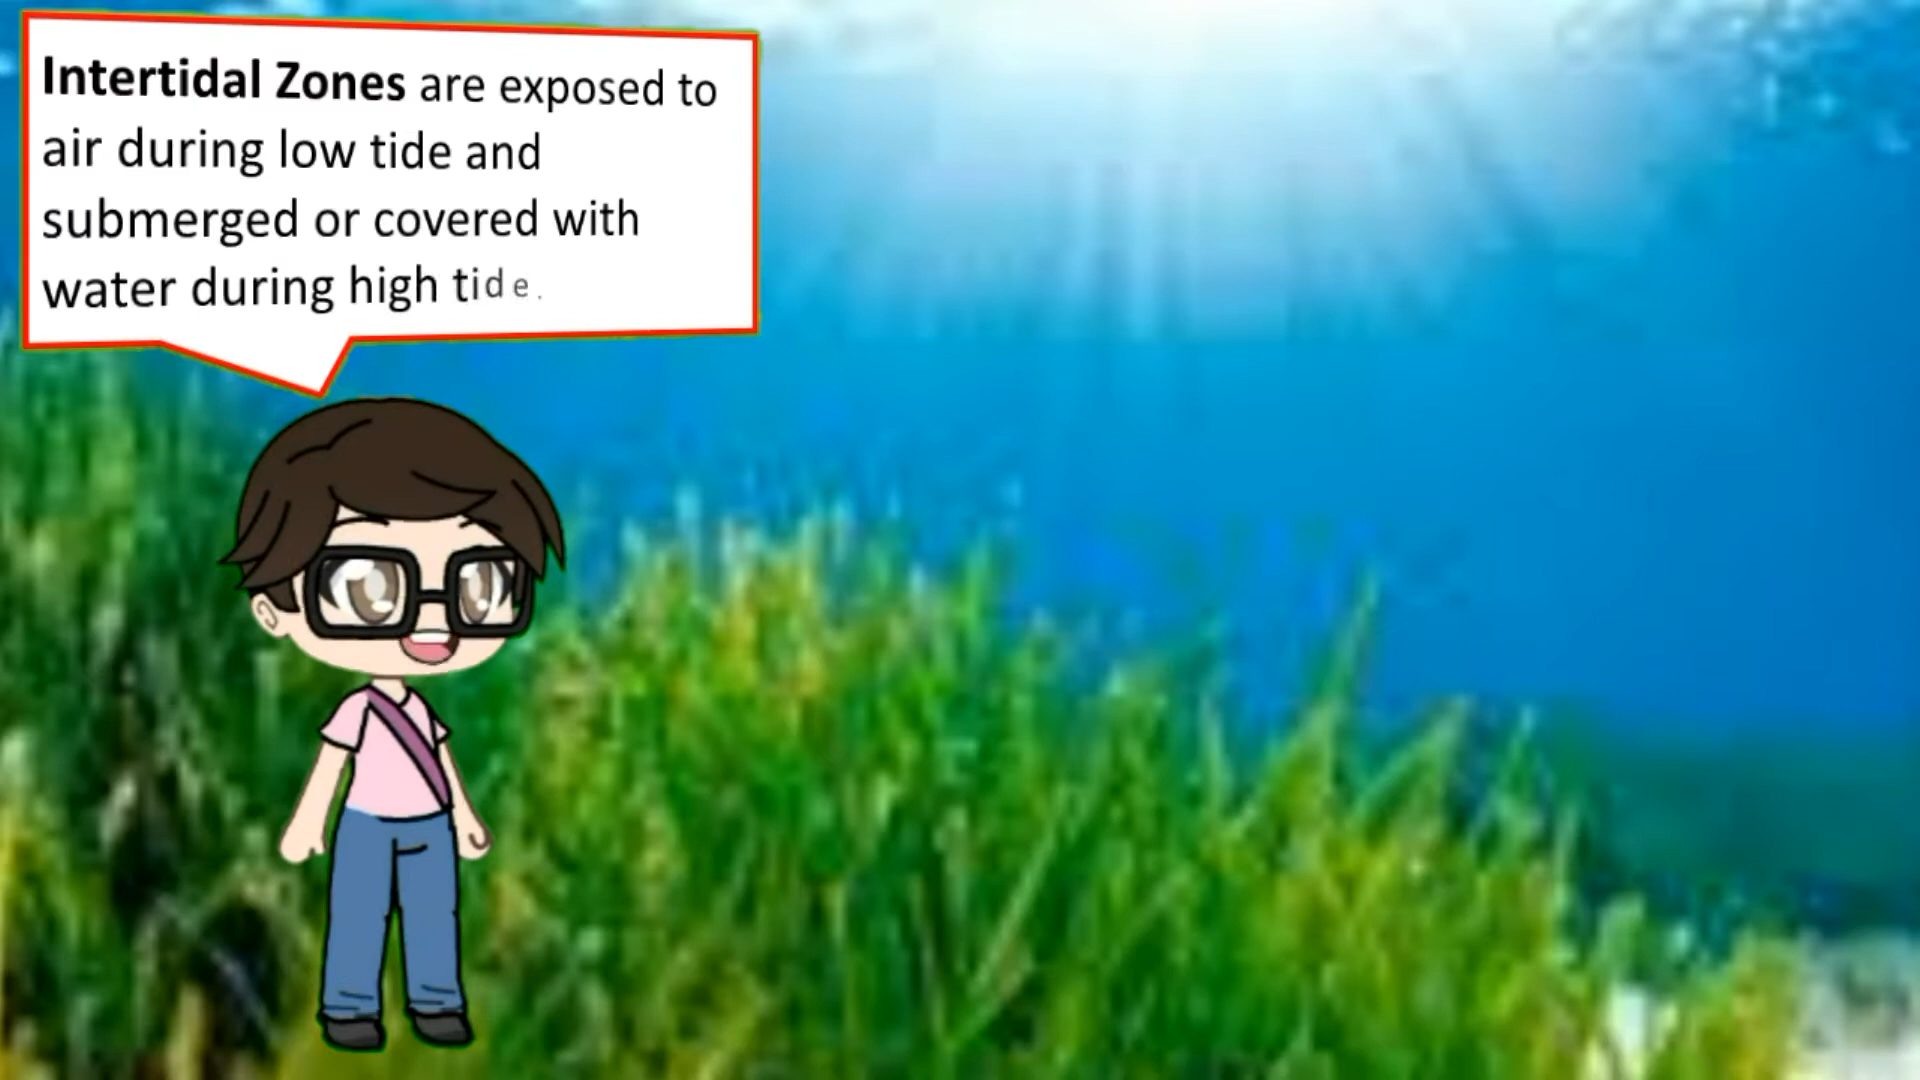 Intertidal Zones are exposed to
air during low tide and
submerged or covered with
water during high tide.